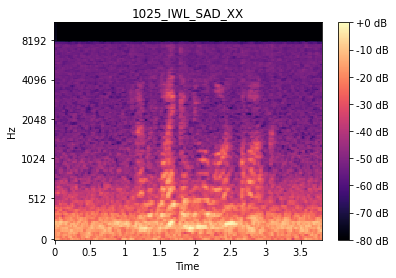 1025_IWL_SAD_XX
Hz
8192
4096
2048
1024
512
0
0 0.5 1 1.5 2 2.5 3 3.5
Time
+0 dB
-10 dB
-20 dB
-30 dB
-40 dB
-50 dB
-60 dB
-70 dB
-80 dB